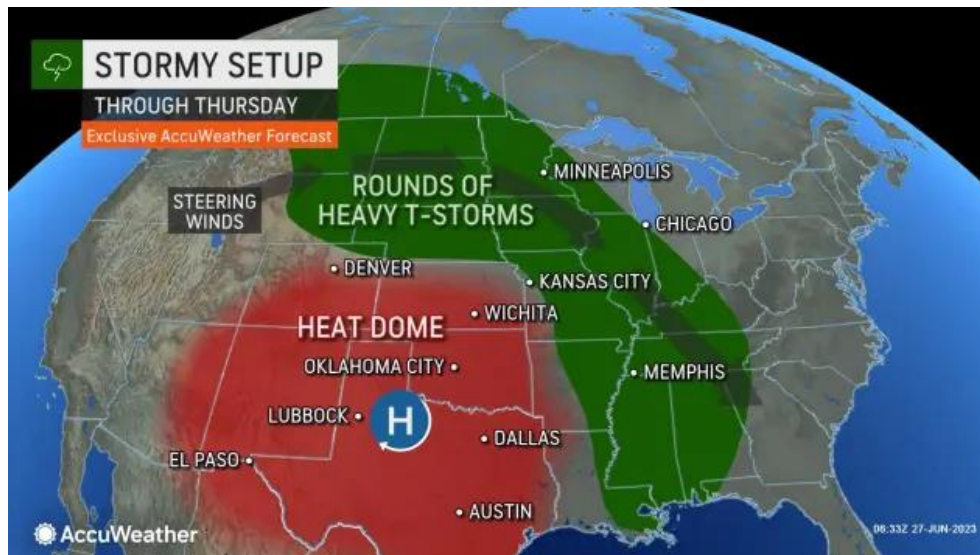 STORMY SETUP
THROUGH THURSDAY
Exclusive AccuWeather Forecast
STEERING
WINDS
ROUNDS OF
HEAVY T-STORMS
MINNEAPOLIS
CHICAGO
DENVER
KANSAS CITY
WICHITA
HEAT DOME
OKLAHOMA CITY
MEMPHIS
LUBBOCK
H
DALLAS
EL PASO
AUSTIN
AccuWeather
06:33Z 27-JUN-2023